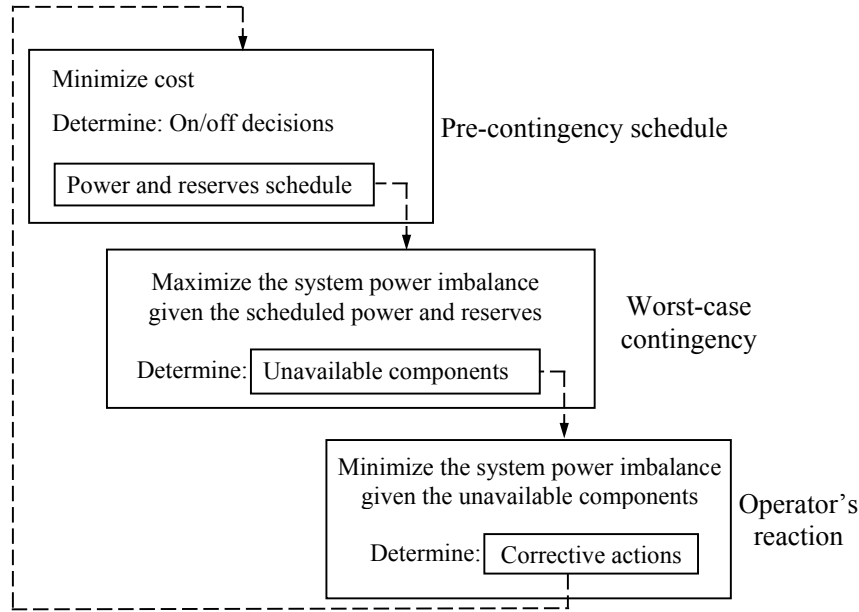 Minimize cost
Determine: On/off decisions
Power and reserves schedule
Pre-contingency schedule
Maximize the system power imbalance
given the scheduled power and reserves
Determine: Unavailable components
Worst-case
contingency
Minimize the system power imbalance
given the unavailable components
Determine: Corrective actions
Operator’s
reaction